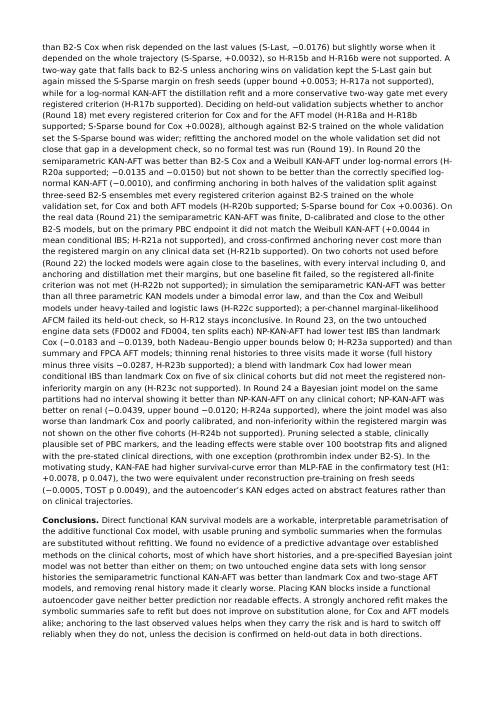 than B2-S Cox when risk depended on the last values (S-Last, −0.0176) but slightly worse when it
depended on the whole trajectory (S-Sparse, +0.0032), so H-R15b and H-R16b were not supported. A
two-way gate that falls back to B2-S unless anchoring wins on validation kept the S-Last gain but
again missed the S-Sparse margin on fresh seeds (upper bound +0.0053; H-R17a not supported),
while for a log-normal KAN-AFT the distillation refit and a more conservative two-way gate met every
registered criterion (H-R17b supported). Deciding on held-out validation subjects whether to anchor
(Round 18) met every registered criterion for Cox and for the AFT model (H-R18a and H-R18b
supported; S-Sparse bound for Cox +0.0028), although against B2-S trained on the whole validation
set the S-Sparse bound was wider; refitting the anchored model on the whole validation set did not
close that gap in a development check, so no formal test was run (Round 19). In Round 20 the
semiparametric KAN-AFT was better than B2-S Cox and a Weibull KAN-AFT under log-normal errors (H-
R20a supported; −0.0135 and −0.0150) but not shown to be better than the correctly specified log-
normal KAN-AFT (−0.0010), and confirming anchoring in both halves of the validation split against
three-seed B2-S ensembles met every registered criterion against B2-S trained on the whole
validation set, for Cox and for both AFT models (H-R20b supported; S-Sparse bound for Cox +0.0036). On
the real data (Round 21) the semiparametric KAN-AFT was finite, D-calibrated and close to the other
B2-S models, but on the primary PBC endpoint it did not match the Weibull KAN-AFT (+0.0044 in
mean conditional IBS; H-R21a not supported), and cross-confirmed anchoring never cost more than
the registered margin on any clinical data set (H-R21b supported). On two cohorts not used before
(Round 22) the locked models were again close to the baselines, with every interval including 0, and
anchoring and distillation met their margins, but one baseline fit failed, so the registered all-finite
criterion was not met (H-R22b not supported); in simulation the semiparametric KAN-AFT was better
than all three parametric KAN models under a bimodal error law, and than the Cox and Weibull
models under heavy-tailed and logistic laws (H-R22c supported); a per-channel marginal-likelihood
AFCM failed its held-out check, so H-R12 stays inconclusive. In Round 23, on the two untouched
engine data sets (FD002 and FD004, ten splits each) NP-KAN-AFT had lower test IBS than landmark
Cox (−0.0183 and −0.0139, both Nadeau–Bengio upper bounds below 0; H-R23a supported) and than
summary and FPCA AFT models; thinning renal histories to three visits made it worse (full history
minus three visits −0.0287, H-R23b supported); a blend with landmark Cox had lower mean
conditional IBS than landmark Cox on five of six clinical cohorts but did not meet the registered non-
inferiority margin on any (H-R23c not supported). In Round 24 a Bayesian joint model on the same
partitions had no interval showing it better than NP-KAN-AFT on any clinical cohort; NP-KAN-AFT was
better on renal (−0.0439, upper bound −0.0120; H-R24a supported), where the joint model was also
worse than landmark Cox and poorly calibrated, and non-inferiority within the registered margin was
not shown on the other five cohorts (H-R24b not supported). Pruning selected a stable, clinically
plausible set of PBC markers, and the leading effects were stable over 100 bootstrap fits and aligned
with the pre-stated clinical directions, with one exception (prothrombin index under B2-S). In the
motivating study, KAN-FAE had higher survival-curve error than MLP-FAE in the confirmatory test (H1:
+0.0078, p 0.047), the two were equivalent under reconstruction pre-training on fresh seeds
(−0.0005, TOST p 0.0049), and the autoencoder’s KAN edges acted on abstract features rather than
on clinical trajectories.
Conclusions. Direct functional KAN survival models are a workable, interpretable parametrisation of
the additive functional Cox model, with usable pruning and symbolic summaries when the formulas
are substituted without refitting. We found no evidence of a predictive advantage over established
methods on the clinical cohorts, most of which have short histories, and a pre-specified Bayesian joint
model was not better than either on them; on two untouched engine data sets with long sensor
histories the semiparametric functional KAN-AFT was better than landmark Cox and two-stage AFT
models, and removing renal history made it clearly worse. Placing KAN blocks inside a functional
autoencoder gave neither better prediction nor readable effects. A strongly anchored refit makes the
symbolic summaries safe to refit but does not improve on substitution alone, for Cox and AFT models
alike; anchoring to the last observed values helps when they carry the risk and is hard to switch off
reliably when they do not, unless the decision is confirmed on held-out data in both directions.